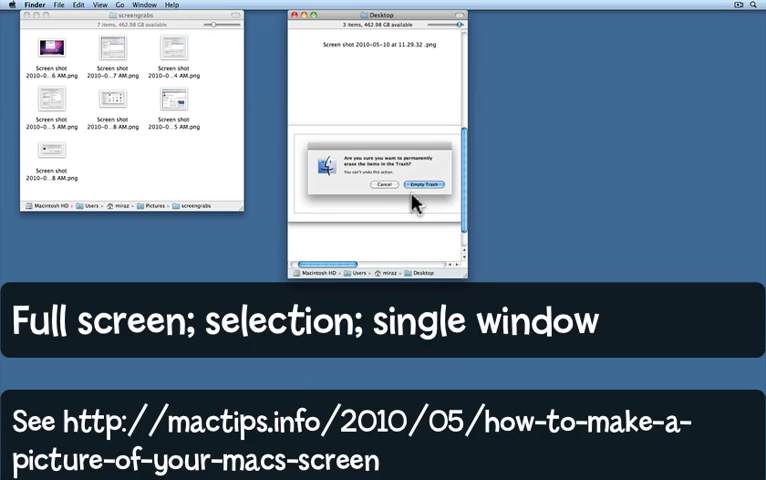 Finder File Edit View Go Window Help
screengrabs
7 items, 462.98 GB available
Screen shot
2010-0...6 AM.png
Screen shot
2010-0...7 AM.png
Screen shot
2010-0...4 AM.png
Screen shot
2010-0...5 AM.png
Screen shot
2010-0...8 AM.png
Screen shot
2010-0...5 AM.png
Screen shot
2010-0...8 AM.png
Macintosh HD Users miraz Pictures screengrabs
Desktop
3 items, 462.98 GB available
Screen shot 2010-05-10 at 11.29.32 .png
Are you sure you want to permanently
erase the items in the Trash?
You can't undo this action.
Cancel Empty Trash
Macintosh HD Users miraz Desktop
Full screen; selection; single window
See http://mactips.info/2010/05/how-to-make-a-
picture-of-your-macs-screen